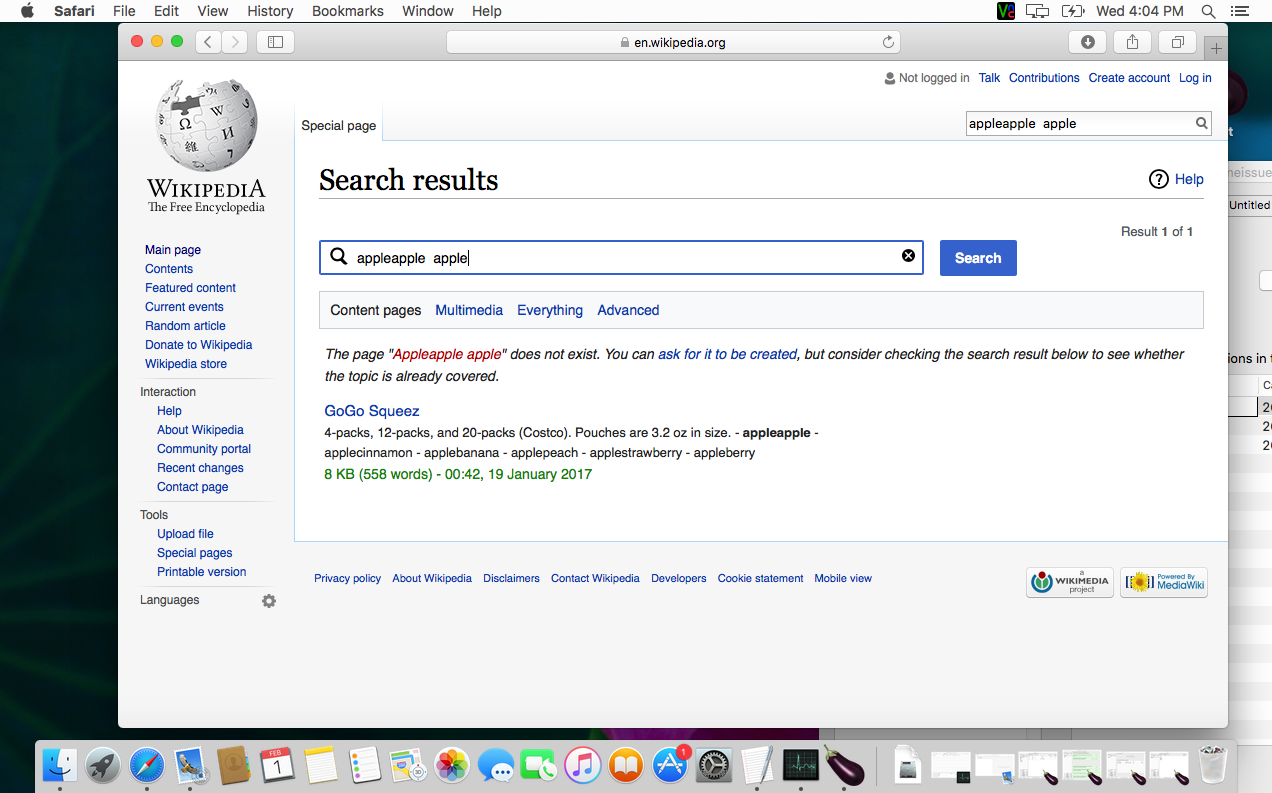 Safari File Edit View History Bookmarks Window Help Wed 4:04 PM
en.wikipedia.org
Not logged in Talk Contributions Create account Log in
Special page
appleapple apple
WIKIPEDIA
The Free Encyclopedia
Search results
Help
Result 1 of 1
appleapple apple
Search
Content pages Multimedia Everything Advanced
The page "Appleapple apple" does not exist. You can ask for it to be created, but consider checking the search result below to see whether
the topic is already covered.
GoGo Squeez
4-packs, 12-packs, and 20-packs (Costco). Pouches are 3.2 oz in size. - appleapple -
applecinnamon - applebanana - applepeach - applestrawberry - appleberry
8 KB (558 words) - 00:42, 19 January 2017
Main page
Contents
Featured content
Current events
Random article
Donate to Wikipedia
Wikipedia store
Interaction
Help
About Wikipedia
Community portal
Recent changes
Contact page
Tools
Upload file
Special pages
Printable version
Languages
Privacy policy About Wikipedia Disclaimers Contact Wikipedia Developers Cookie statement Mobile view
a
WIKIMEDIA
project
Powered By
MediaWiki
Untitled
FEB
1
1